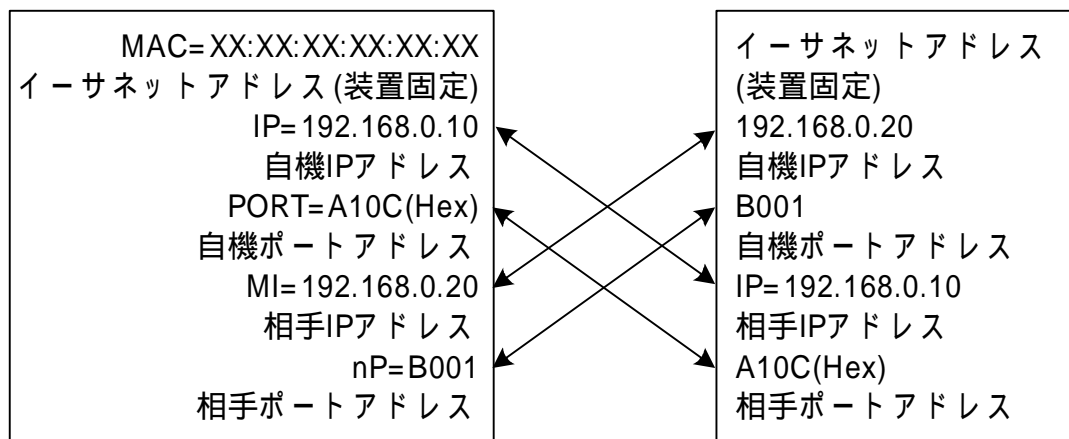 MAC=XX:XX:XX:XX:XX:XX
イーサネットアドレス(装置固定)
IP=192.168.0.10
自機IPアドレス
PORT=A10C(Hex)
自機ポートアドレス
MI=192.168.0.20
相手IPアドレス
nP=B001
相手ポートアドレス
イーサネットアドレス
(装置固定)
192.168.0.20
自機IPアドレス
B001
自機ポートアドレス
IP=192.168.0.10
相手IPアドレス
A10C(Hex)
相手ポートアドレス